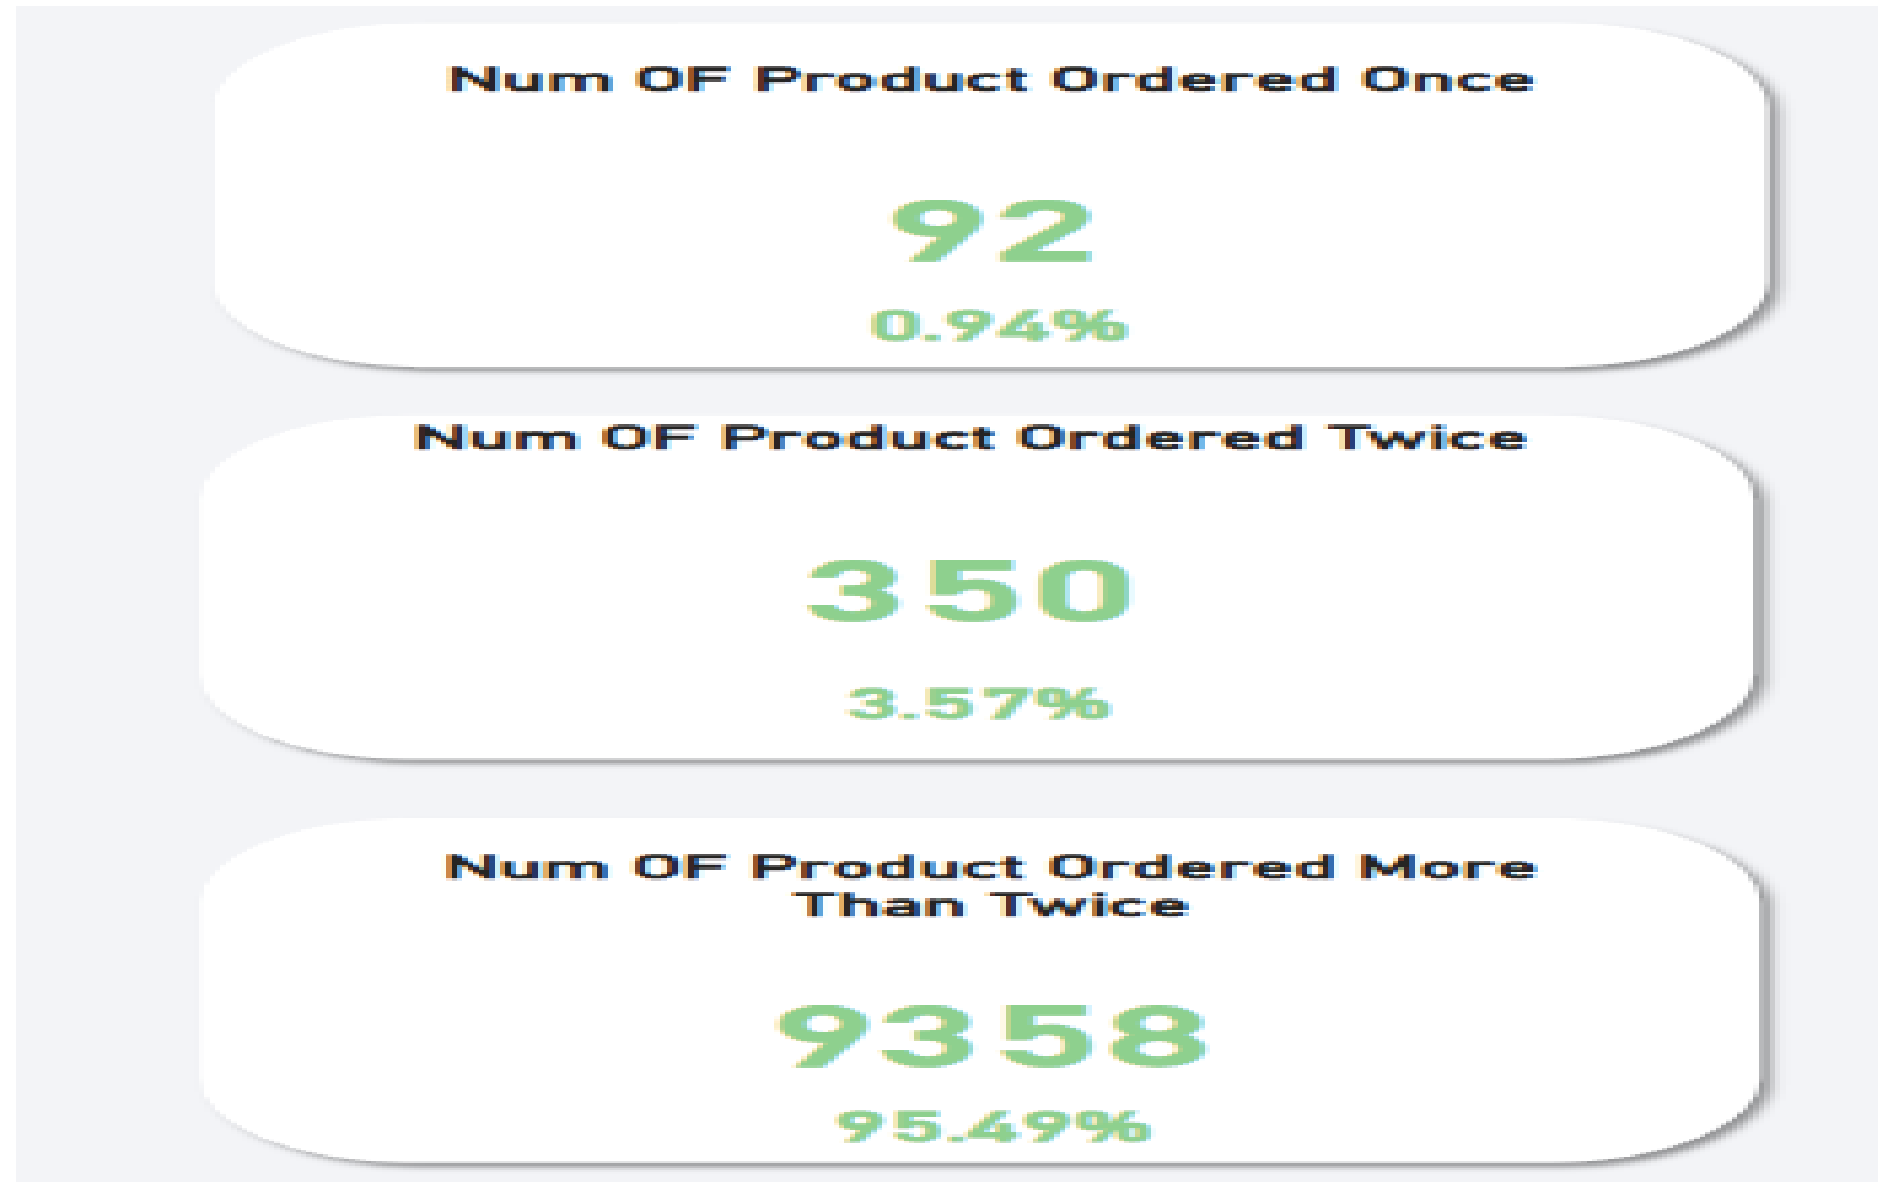 Num OF Product Ordered Once
92
0.94%
Num OF Product Ordered Twice
350
3.57%
Num OF Product Ordered More
Than Twice
9358
95.49%